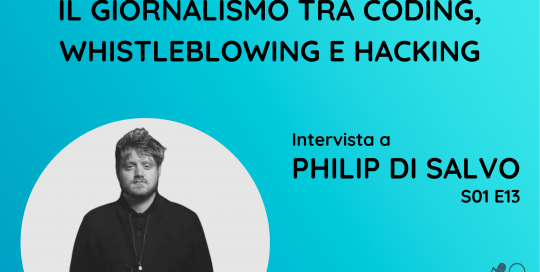 IL GIORNALISMO TRA CODING,
WHISTLEBLOWING E HACKING
Intervista a
PHILIP DI SALVO
S01 E13